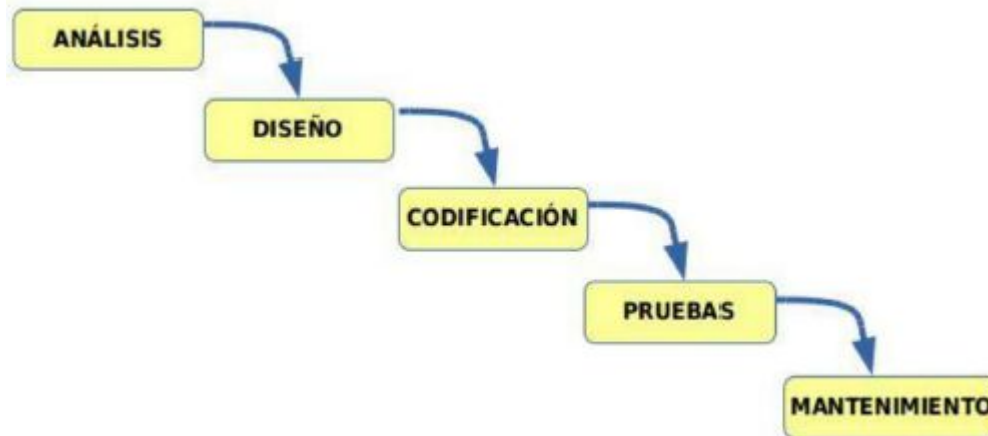 ANÁLISIS
DISEÑO
CODIFICACIÓN
PRUEBAS
MANTENIMIENTO